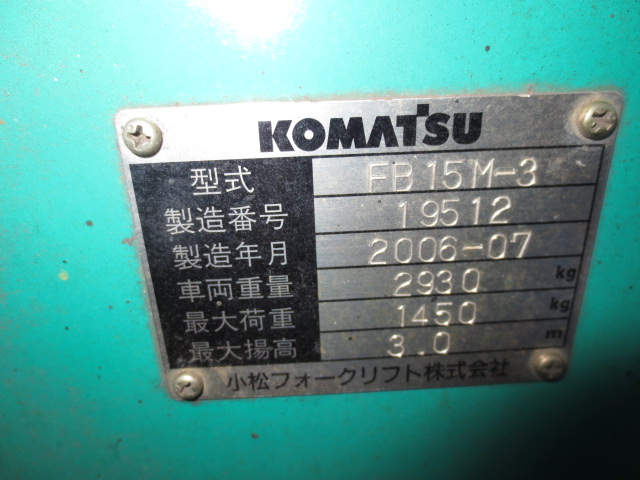 KOMATSU
型式 FB15M-3
製造番号 19512
製造年月 2006-07
車両重量 2930 kg
最大荷重 1450 kg
最大揚高 3.0 m
小松フォークリフト株式会社